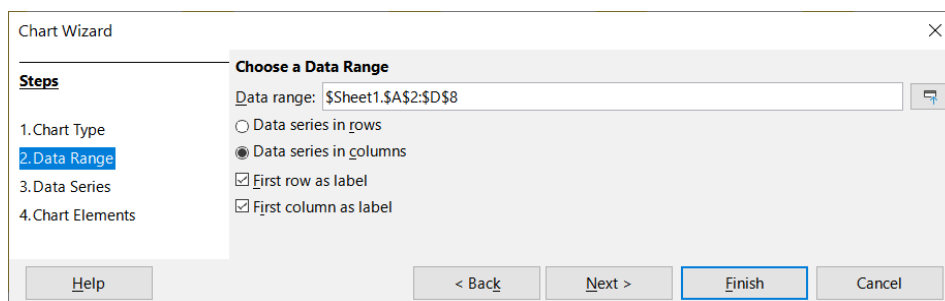 Chart Wizard
Steps
1.Chart Type
2.Data Range
3.Data Series
4.Chart Elements
Choose a Data Range
Data range: $Sheet1.$A$2:$D$8
Data series in rows
Data series in columns
First row as label
First column as label
Help
< Back
Next >
Finish
Cancel